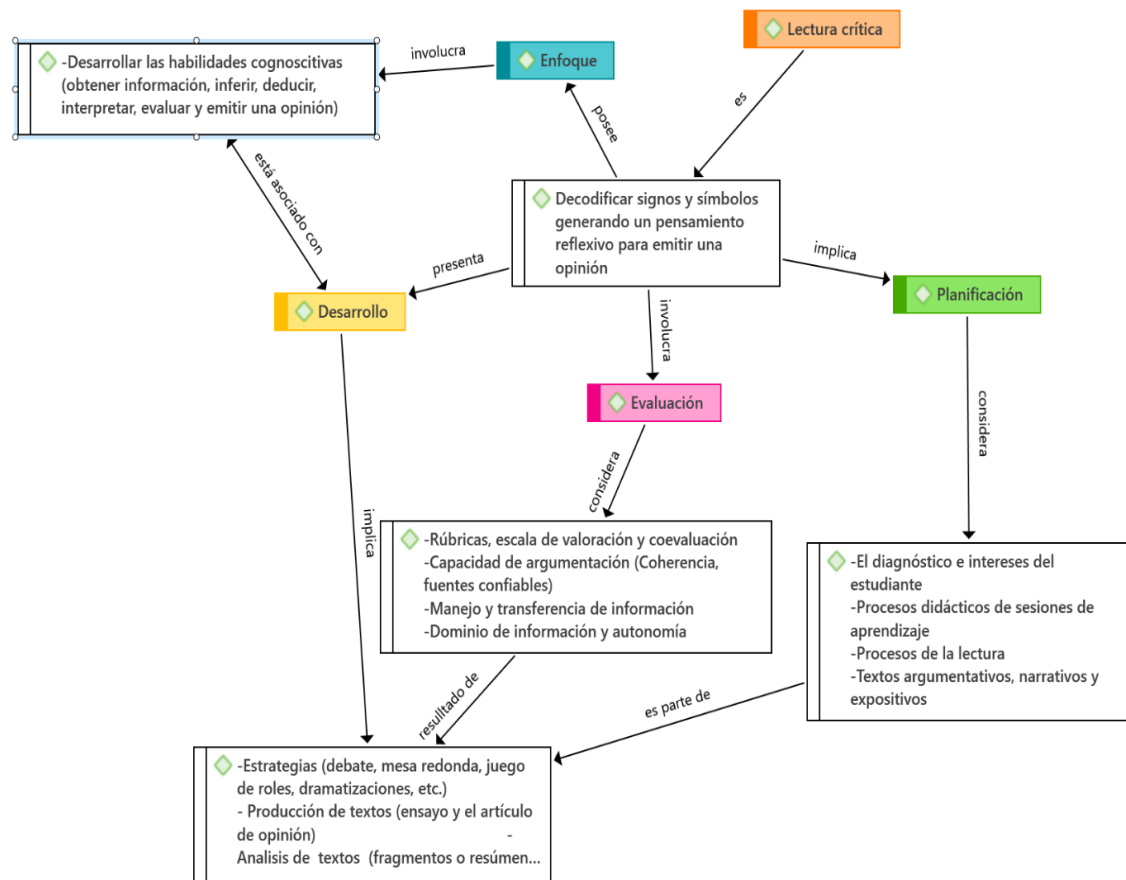 Lectura crítica
es
Enfoque
involucra
-Desarrollar las habilidades cognoscitivas
(obtener información, inferir, deducir,
interpretar, evaluar y emitir una opinión)
posee
está asociado con
Decodificar signos y símbolos
generando un pensamiento
reflexivo para emitir una
opinión
presenta
implica
Desarrollo
involucra
Planificación
Evaluación
considera
considera
implica
-Rúbricas, escala de valoración y coevaluación
-Capacidad de argumentación (Coherencia,
fuentes confiables)
-Manejo y transferencia de información
-Dominio de información y autonomía
-El diagnóstico e intereses del
estudiante
-Procesos didácticos de sesiones de
aprendizaje
-Procesos de la lectura
-Textos argumentativos, narrativos y
expositivos
resulltado de
es parte de
-Estrategias (debate, mesa redonda, juego
de roles, dramatizaciones, etc.)
- Producción de textos (ensayo y el artículo
de opinión) -
Analisis de textos (fragmentos o resúmen...